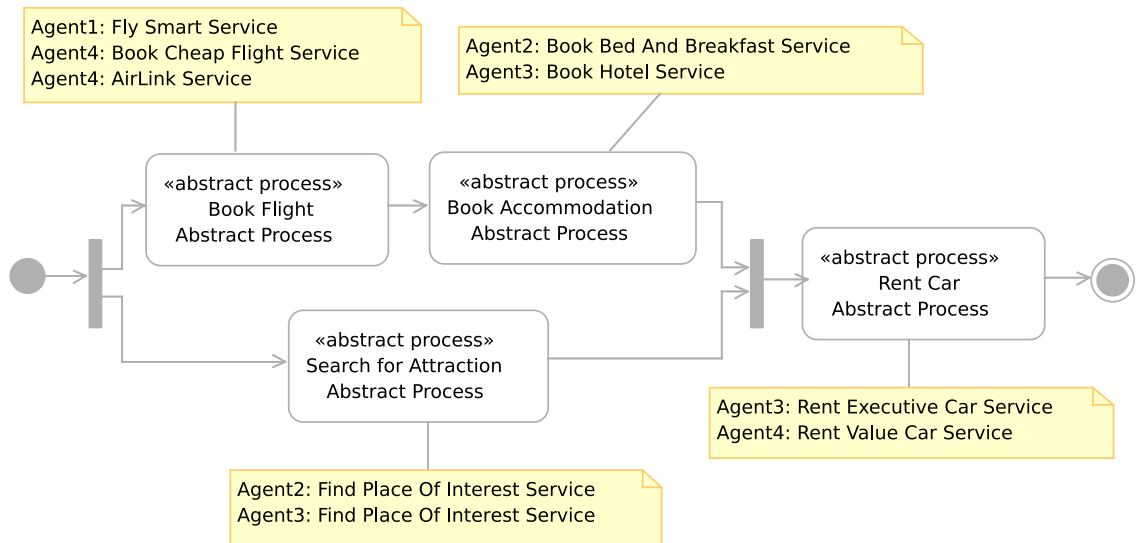 Agent1: Fly Smart Service
Agent4: Book Cheap Flight Service
Agent4: AirLink Service
Agent2: Book Bed And Breakfast Service
Agent3: Book Hotel Service
«abstract process»
Book Flight
Abstract Process
«abstract process»
Book Accommodation
Abstract Process
«abstract process»
Rent Car
Abstract Process
«abstract process»
Search for Attraction
Abstract Process
Agent3: Rent Executive Car Service
Agent4: Rent Value Car Service
Agent2: Find Place Of Interest Service
Agent3: Find Place Of Interest Service